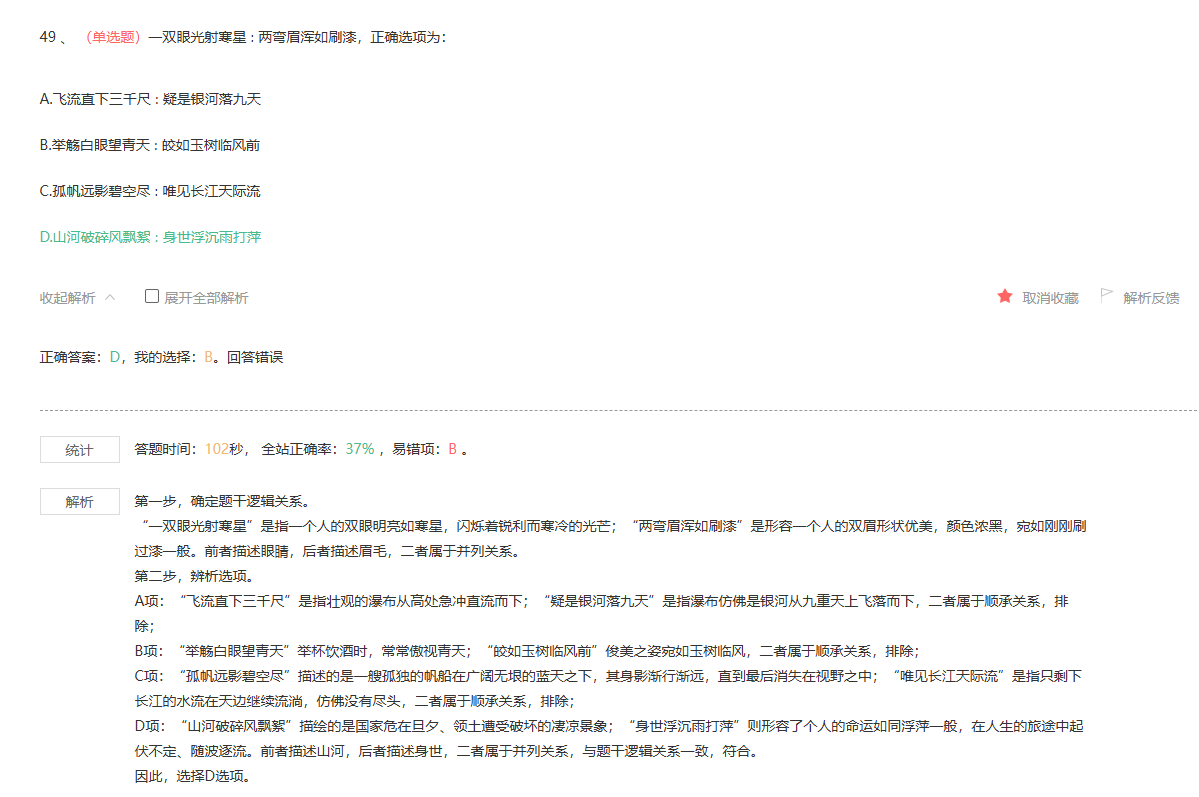 49 、 （单选题）一双眼光射寒星 : 两弯眉浑如刷漆，正确选项为：
A.飞流直下三千尺 : 疑是银河落九天
B.举觞白眼望青天 : 皎如玉树临风前
C.孤帆远影碧空尽 : 唯见长江天际流
D.山河破碎风飘絮 : 身世浮沉雨打萍
收起解析 展开全部解析 取消收藏 解析反馈
正确答案：D，我的选择：B。回答错误
统计 答题时间：102秒， 全站正确率：37% ，易错项：B 。
解析 第一步，确定题干逻辑关系。
“一双眼光射寒星”是指一个人的双眼明亮如寒星，闪烁着锐利而寒冷的光芒；“两弯眉浑如刷漆”是形容一个人的双眉形状优美，颜色浓黑，宛如刚刚刷
过漆一般。前者描述眼睛，后者描述眉毛，二者属于并列关系。
第二步，辨析选项。
A项：“飞流直下三千尺”是指壮观的瀑布从高处急冲直流而下；“疑是银河落九天”是指瀑布仿佛是银河从九重天上飞落而下，二者属于顺承关系，排
除；
B项：“举觞白眼望青天”举杯饮酒时，常常傲视青天；“皎如玉树临风前”俊美之姿宛如玉树临风，二者属于顺承关系，排除；
C项：“孤帆远影碧空尽”描述的是一艘孤独的帆船在广阔无垠的蓝天之下，其身影渐行渐远，直到最后消失在视野之中；“唯见长江天际流”是指只剩下
长江的水流在天边继续流淌，仿佛没有尽头，二者属于顺承关系，排除；
D项：“山河破碎风飘絮”描绘的是国家危在旦夕、领土遭受破坏的凄凉景象；“身世浮沉雨打萍”则形容了个人的命运如同浮萍一般，在人生的旅途中起
伏不定、随波逐流。前者描述山河，后者描述身世，二者属于并列关系，与题干逻辑关系一致，符合。
因此，选择D选项。